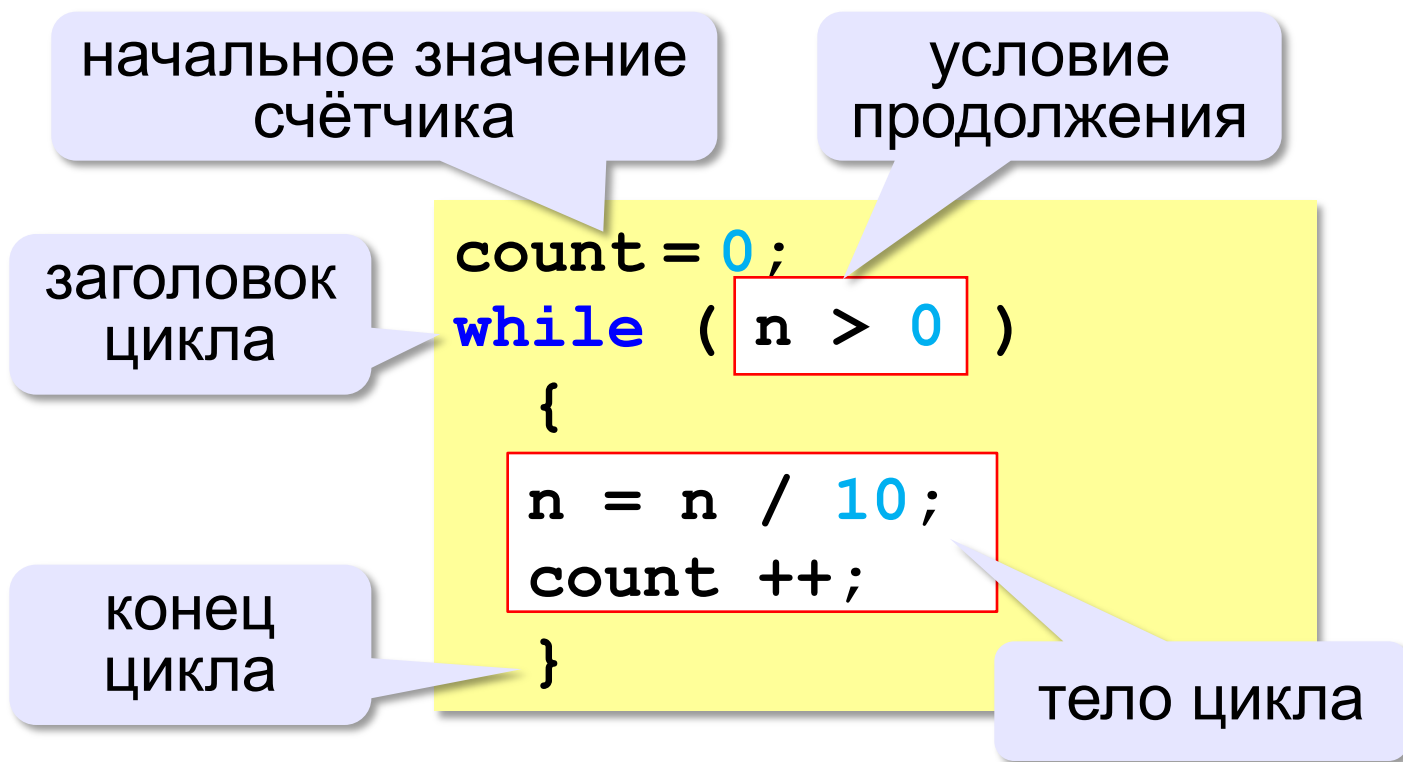 начальное значение
счётчика
условие
продолжения
заголовок
цикла
count = 0;
while ( n > 0 )
{
n = n / 10;
count ++;
}
конец
цикла
тело цикла